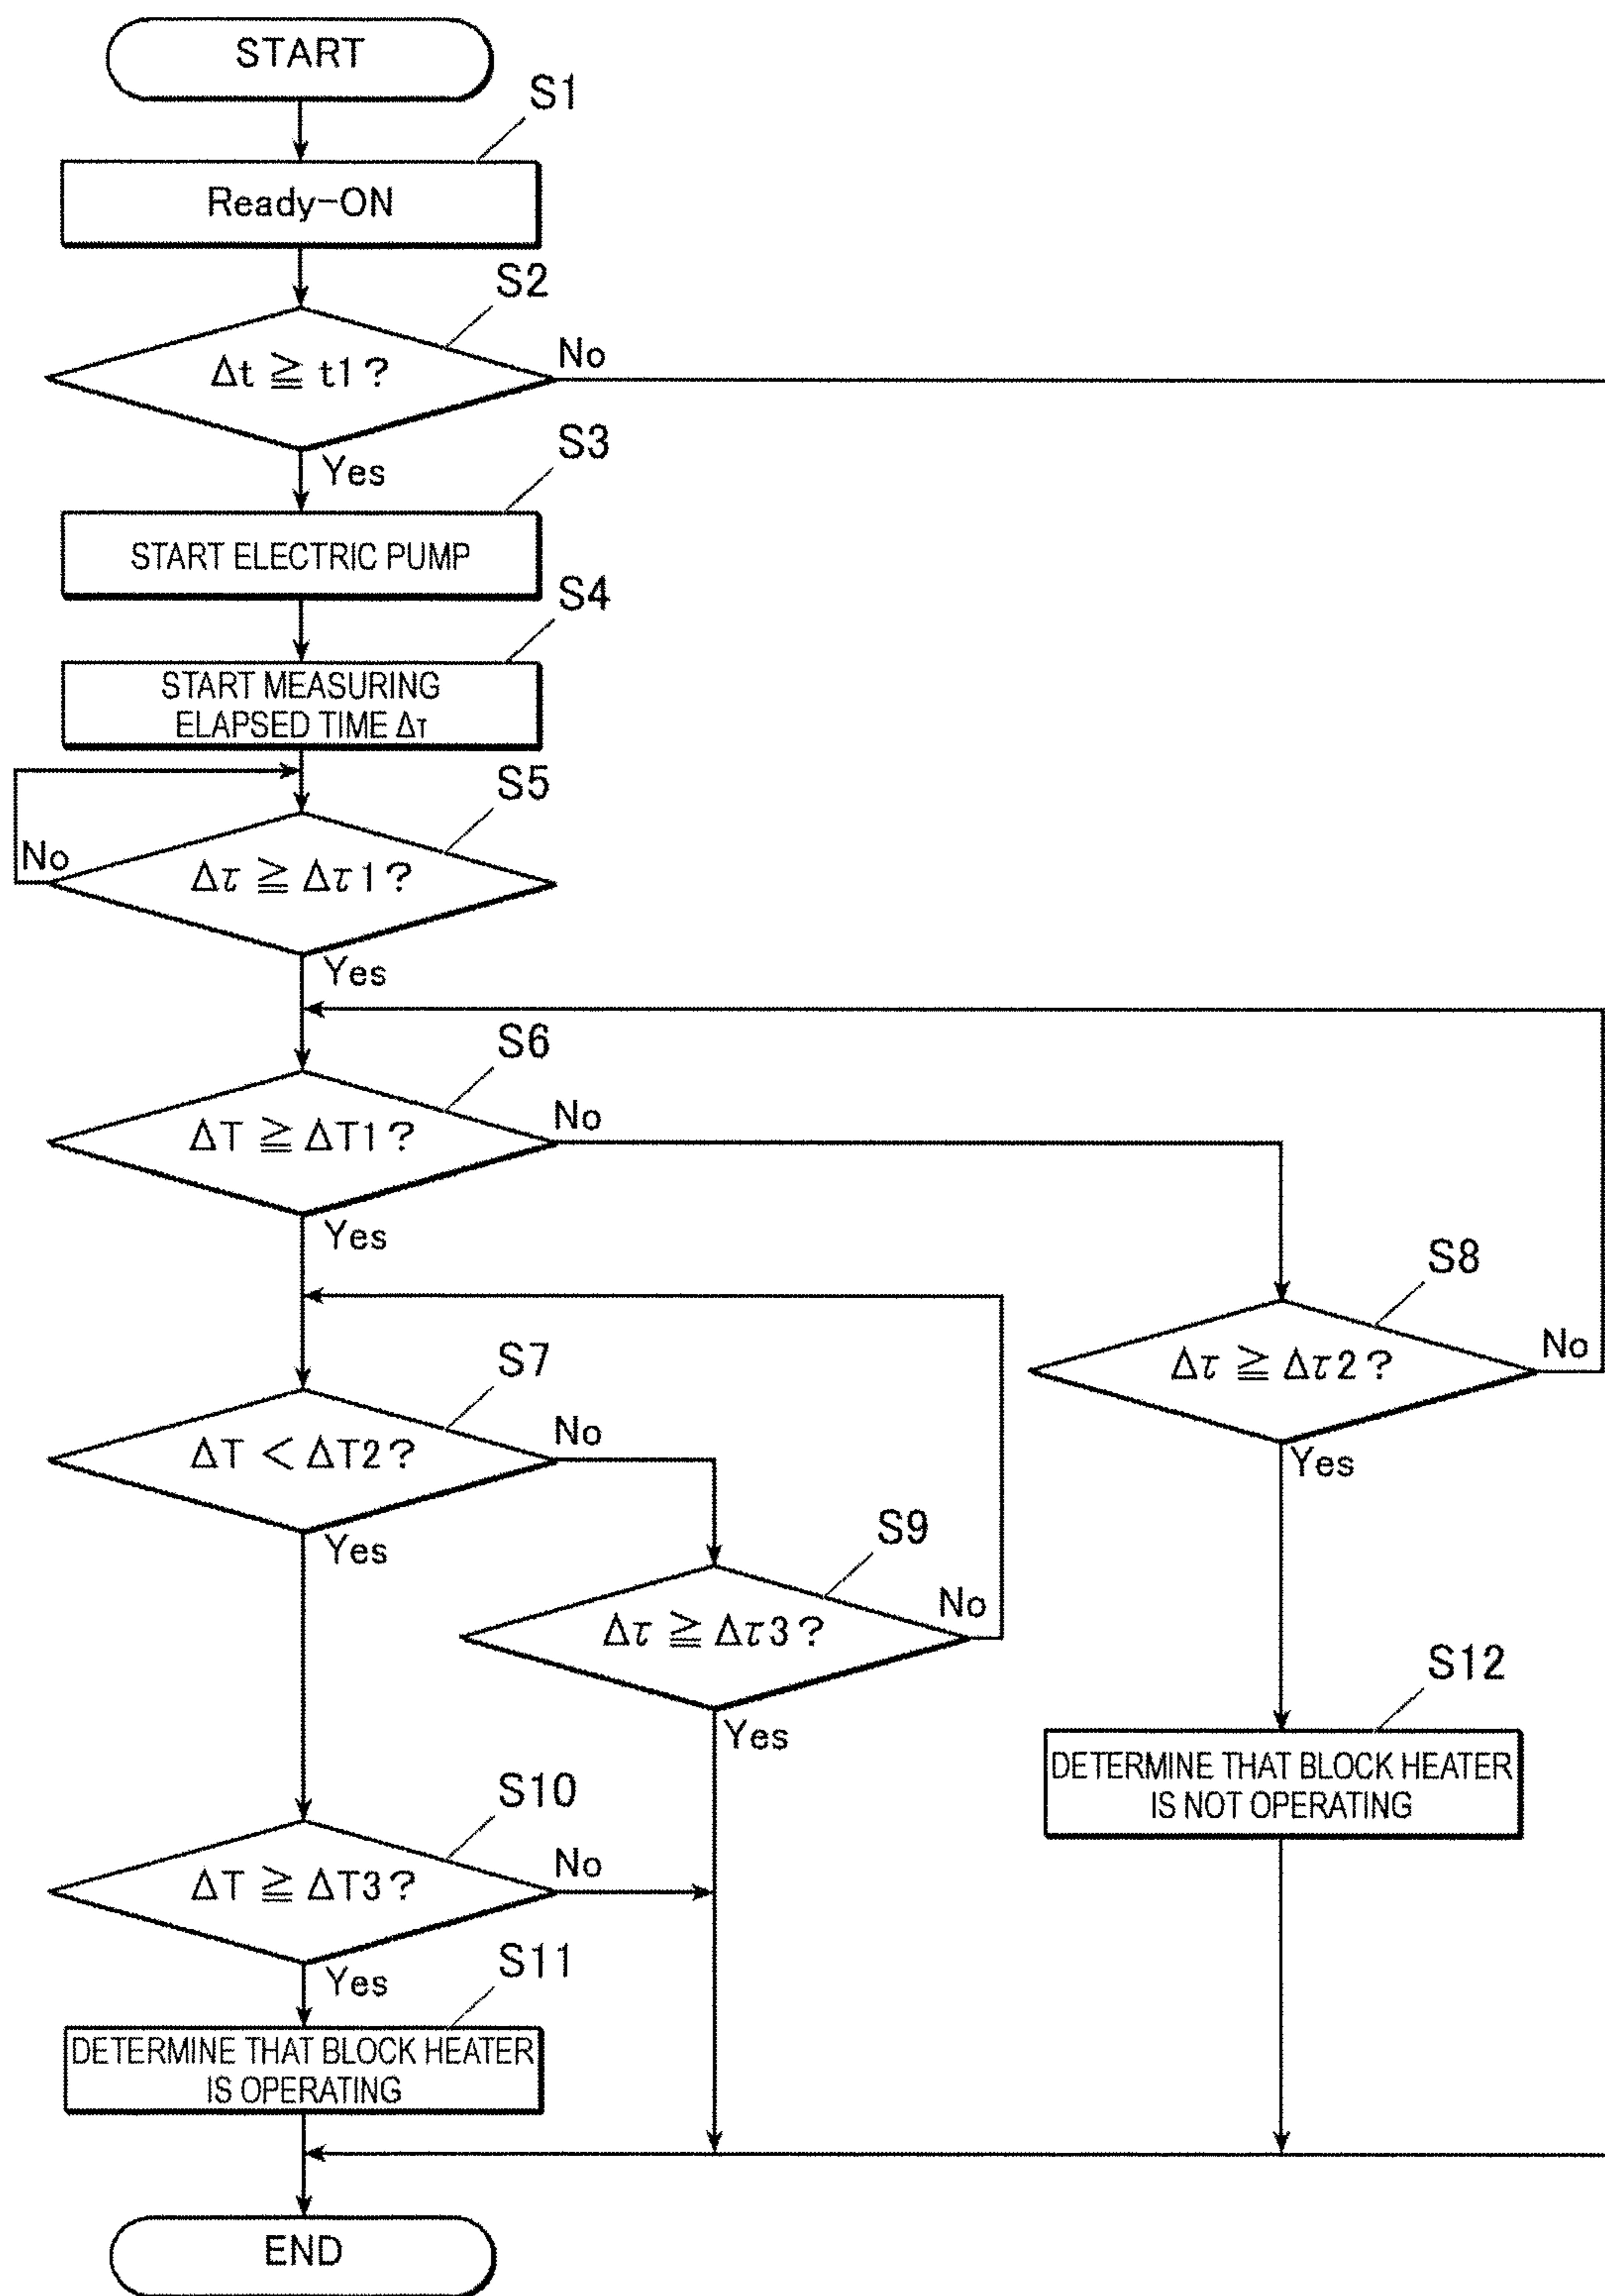 START
S1
Ready-ON
S2
Δt ≧ t1?
No
Yes
S3
START ELECTRIC PUMP
S4
START MEASURING
ELAPSED TIME Δτ
S5
No
Δτ ≧ Δτ1?
Yes
S6
ΔT ≧ ΔT1?
No
Yes
S8
Δτ ≧ Δτ2?
No
Yes
S7
ΔT < ΔT2?
No
Yes
S9
Δτ ≧ Δτ3?
No
Yes
S12
DETERMINE THAT BLOCK HEATER
IS NOT OPERATING
S10
ΔT ≧ ΔT3?
No
Yes
S11
DETERMINE THAT BLOCK HEATER
IS OPERATING
END